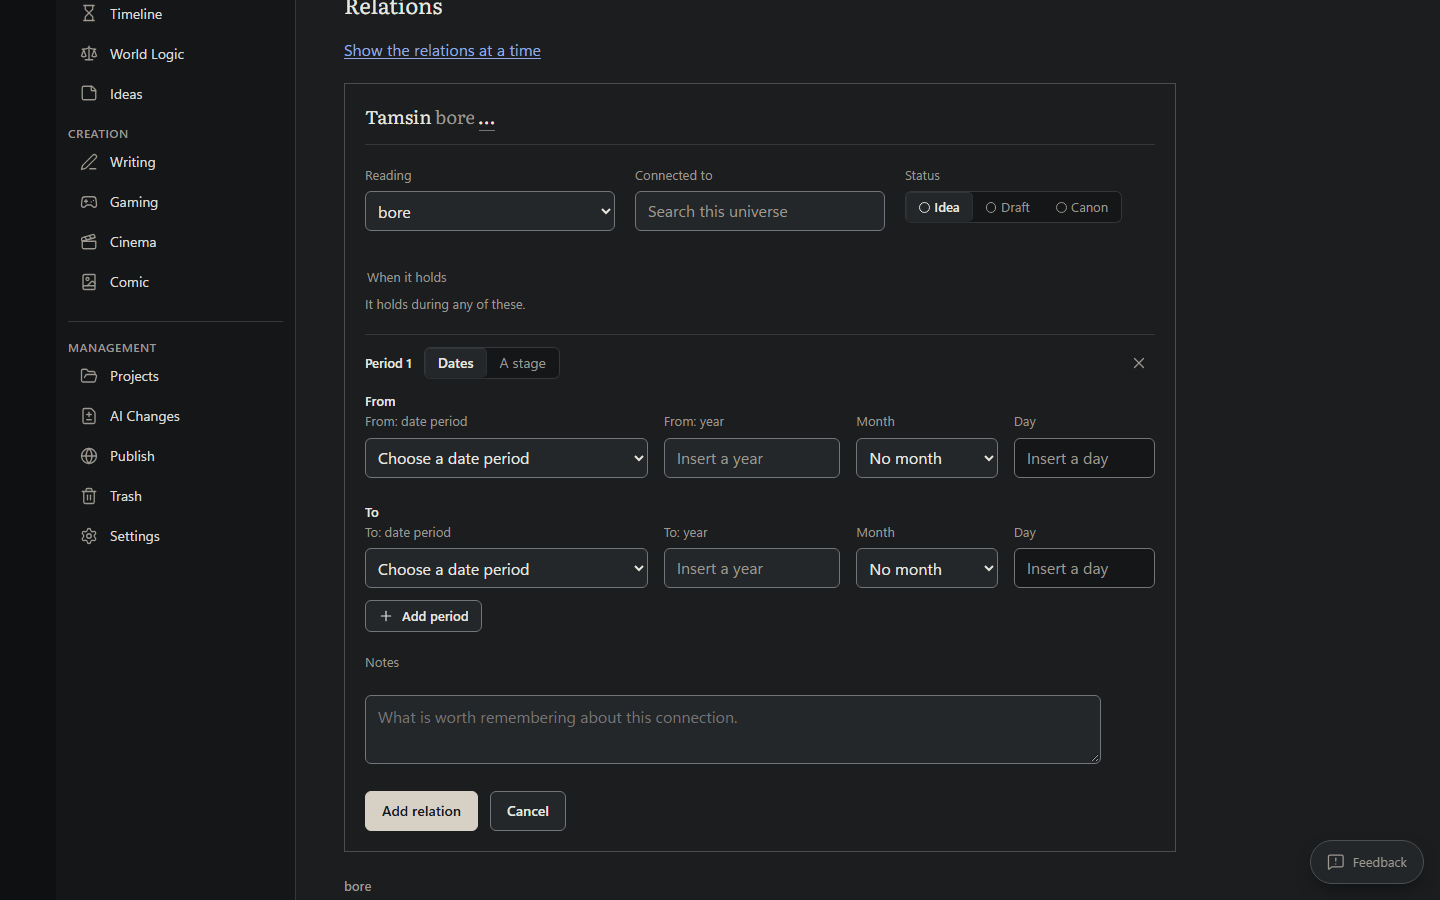 Timeline
World Logic
Ideas
CREATION
Writing
Gaming
Cinema
Comic
MANAGEMENT
Projects
AI Changes
Publish
Trash
Settings
Relations
Show the relations at a time
Tamsin bore ...
Reading Connected to Status
bore Search this universe Idea Draft Canon
When it holds
It holds during any of these.
Period 1 Dates A stage
From
From: date period From: year Month Day
Choose a date period Insert a year No month Insert a day
To
To: date period To: year Month Day
Choose a date period Insert a year No month Insert a day
Add period
Notes
What is worth remembering about this connection.
Add relation Cancel
bore
Feedback